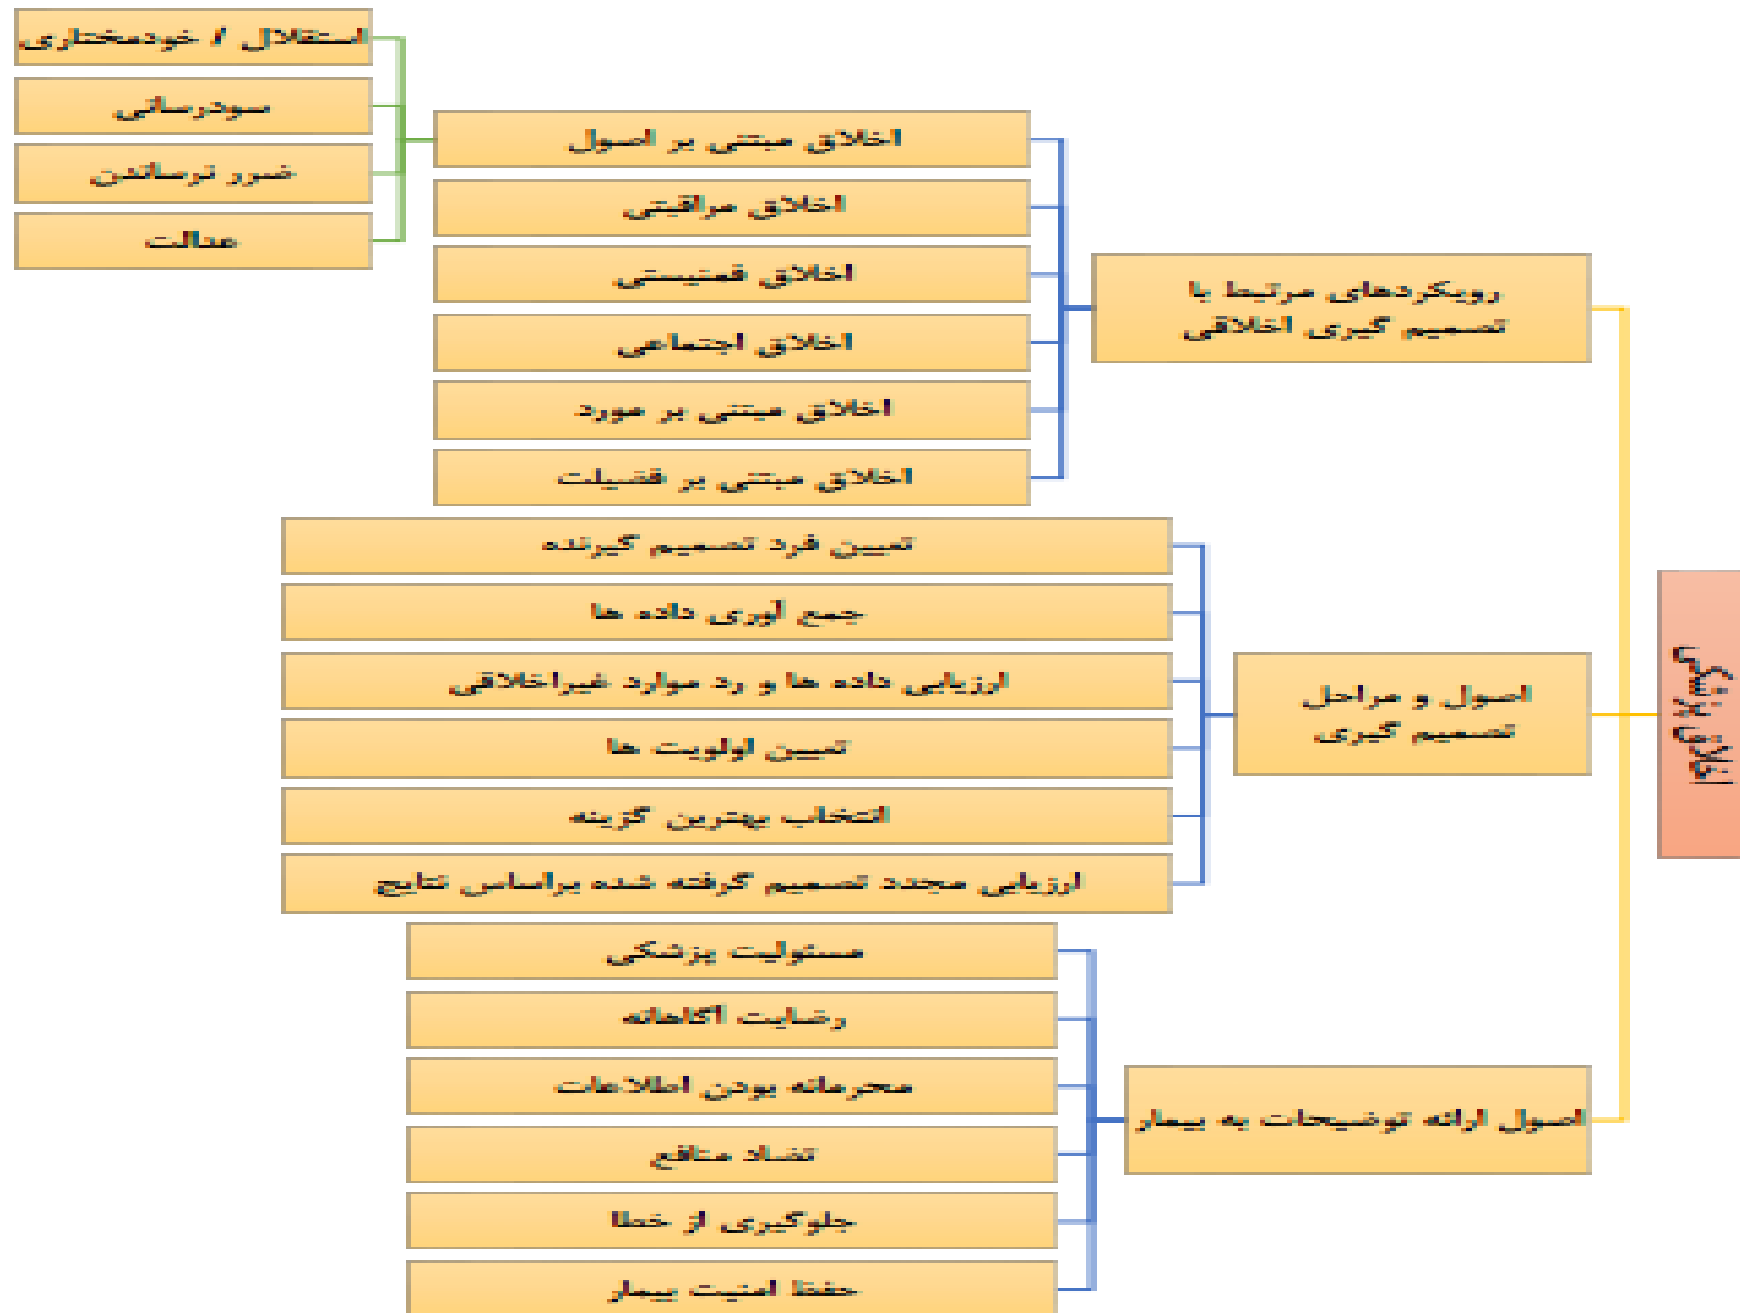 اخلاق پزشکی
رویکردهای مرتبط با
تصمیم گیری اخلاقی
اخلاق مبتنی بر اصول
استقلال / خودمختاری
سودرسانی
ضرر نرساندن
عدالت
اخلاق مراقبتی
اخلاق فمنیستی
اخلاق اجتماعی
اخلاق مبتنی بر مورد
اخلاق مبتنی بر فضیلت
اصول و مراحل
تصمیم گیری
تعیین فرد تصمیم گیرنده
جمع آوری داده ها
ارزیابی داده ها و رد موارد غیراخلاقی
تعیین اولویت ها
انتخاب بهترین گزینه
ارزیابی مجدد تصمیم گرفته شده براساس نتایج
اصول ارائه توضیحات به بیمار
مسئولیت پزشکی
رضایت آگاهانه
محرمانه بودن اطلاعات
تضاد منافع
جلوگیری از خطا
حفظ امنیت بیمار